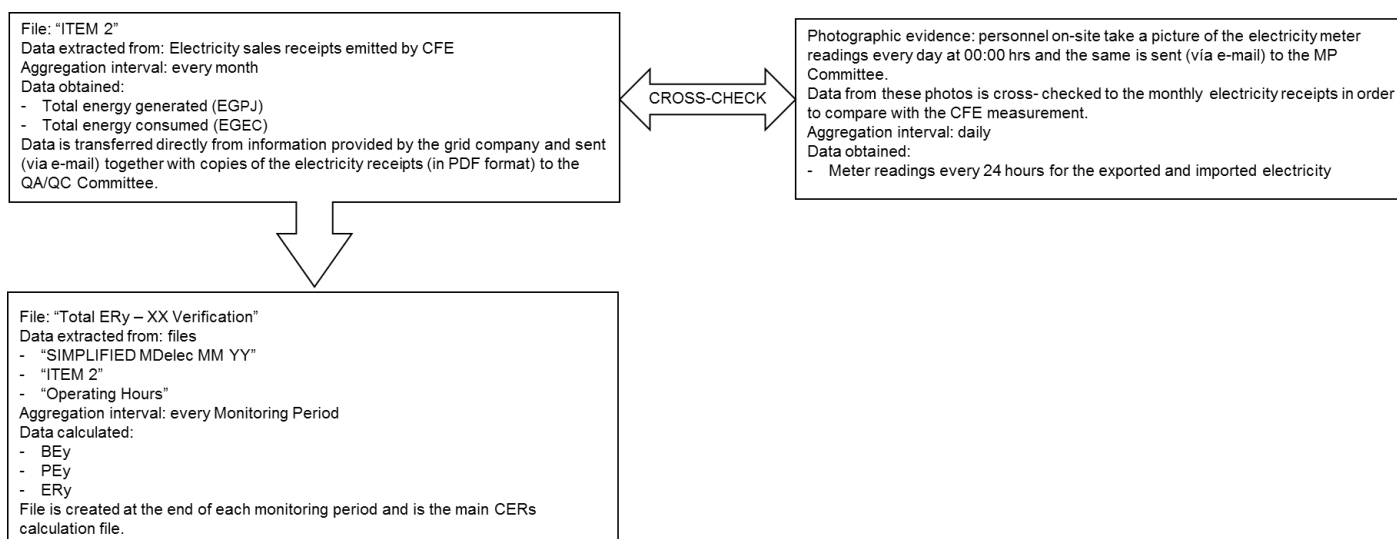 File: “ITEM 2”
Data extracted from: Electricity sales receipts emitted by CFE
Aggregation interval: every month
Data obtained:
- Total energy generated (EGPJ)
- Total energy consumed (EGEC)
Data is transferred directly from information provided by the grid company and sent
(via e-mail) together with copies of the electricity receipts (in PDF format) to the
QA/QC Committee.
CROSS-CHECK
Photographic evidence: personnel on-site take a picture of the electricity meter
readings every day at 00:00 hrs and the same is sent (vía e-mail) to the MP
Committee.
Data from these photos is cross- checked to the monthly electricity receipts in order
to compare with the CFE measurement.
Aggregation interval: daily
Data obtained:
- Meter readings every 24 hours for the exported and imported electricity
File: “Total ERy – XX Verification”
Data extracted from: files
- “SIMPLIFIED MDelec MM YY”
- “ITEM 2”
- “Operating Hours”
Aggregation interval: every Monitoring Period
Data calculated:
- BEy
- PEy
- ERy
File is created at the end of each monitoring period and is the main CERs
calculation file.